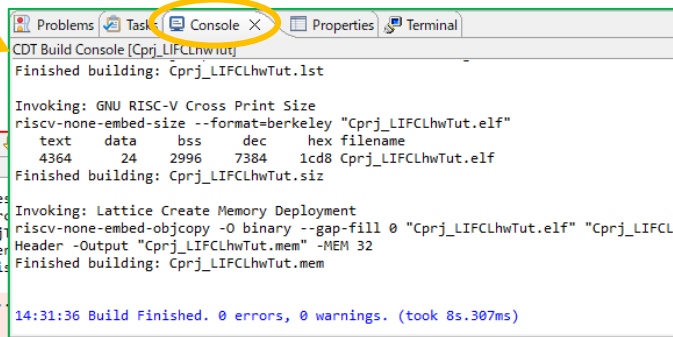 Problems Tasks Console Properties Terminal
CDT Build Console [Cprj_LIFCLhwTut]
Finished building: Cprj_LIFCLhwTut.lst
Invoking: GNU RISC-V Cross Print Size
riscv-none-embed-size --format=berkeley "Cprj_LIFCLhwTut.elf"
text data bss dec hex filename
4364 24 2996 7384 1cd8 Cprj_LIFCLhwTut.elf
Finished building: Cprj_LIFCLhwTut.siz
Invoking: Lattice Create Memory Deployment
riscv-none-embed-objcopy -O binary --gap-fill 0 "Cprj_LIFCLhwTut.elf" "Cprj_LIFCL
Header -Output "Cprj_LIFCLhwTut.mem" -MEM 32
Finished building: Cprj_LIFCLhwTut.mem
14:31:36 Build Finished. 0 errors, 0 warnings. (took 8s.307ms)